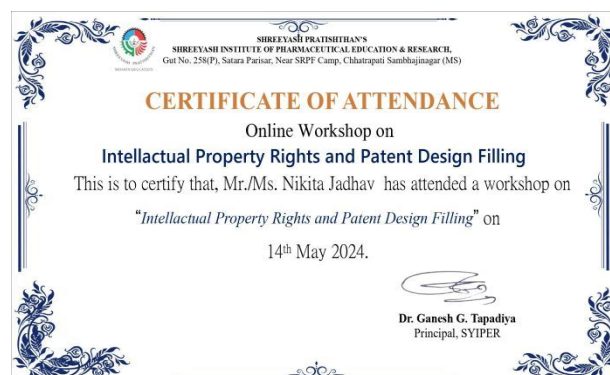 SHREEYASH PRATISHTHAN'S
SHREEYASH INSTITUTE OF PHARMACEUTICAL EDUCATION & RESEARCH,
Gut No. 258(P), Satara Parisar, Near SRPF Camp, Chhatrapati Sambhajinagar (MS)
CERTIFICATE OF ATTENDANCE
Online Workshop on
Intellactual Property Rights and Patent Design Filling
This is to certify that, Mr./Ms. Nikita Jadhav has attended a workshop on
"Intellactual Property Rights and Patent Design Filling" on
14th May 2024.
Dr. Ganesh G. Tapadiya
Principal, SYIPER